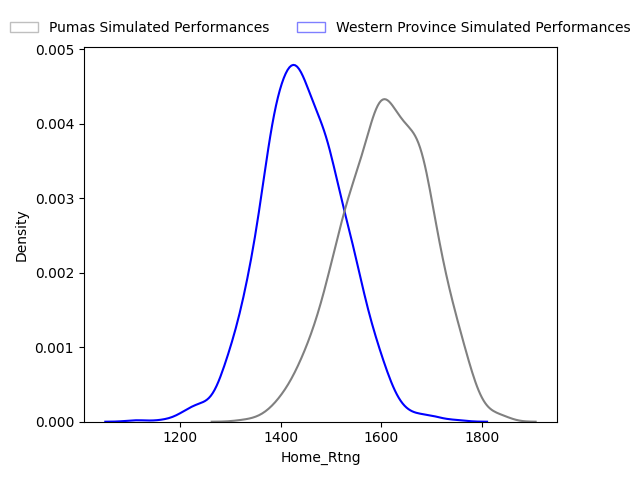 Pumas Simulated Performances
Western Province Simulated Performances
0.005
0.004
0.003
0.002
0.001
0.000
Density
1200
1400
1600
1800
Home_Rtng